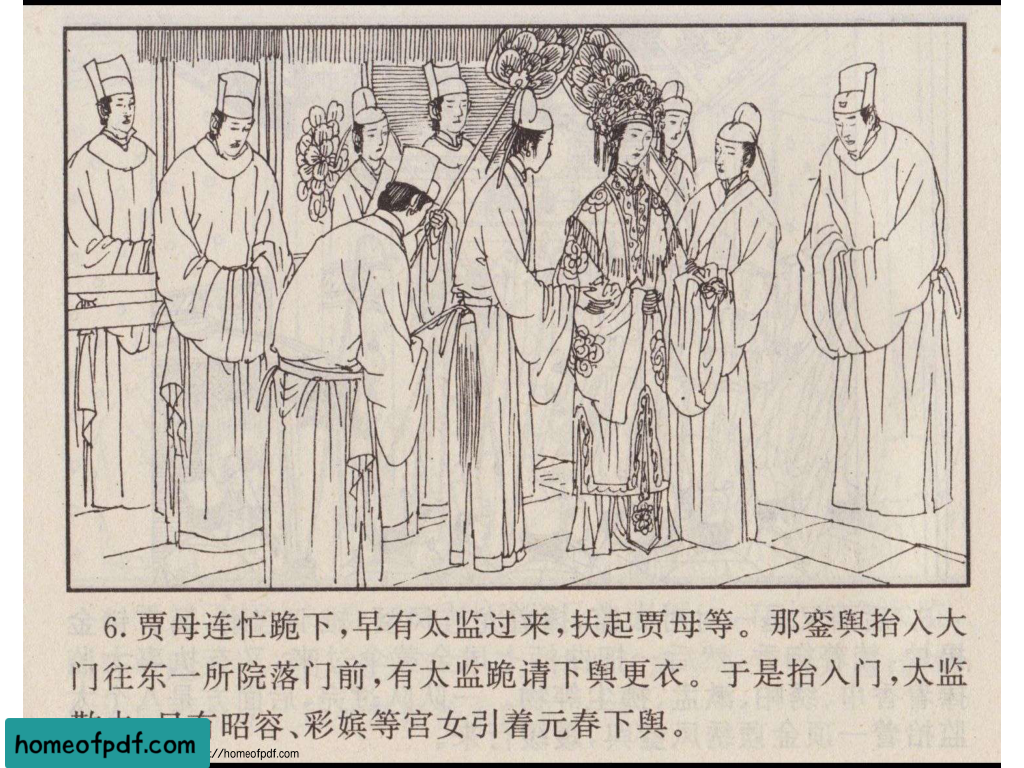 6. 贾母连忙跪下,早有太监过来,扶起贾母等。那銮舆抬入大
门往东一所院落门前,有太监跪请下舆更衣。于是抬入门,太监
有昭容、彩嫔等宫女引着元春下舆。
homeofpdf.com
://homeofpdf.com